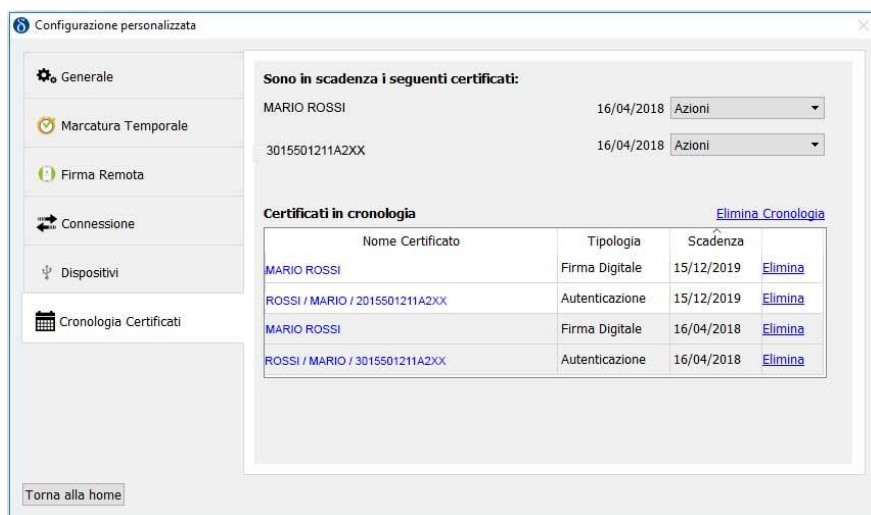 Configurazione personalizzata
Generale
Marcatura Temporale
Firma Remota
Connessione
Dispositivi
Cronologia Certificati
Torna alla home
Sono in scadenza i seguenti certificati:
MARIO ROSSI 16/04/2018 Azioni
3015501211A2XX 16/04/2018 Azioni
Certificati in cronologia Elimina Cronologia
Nome Certificato Tipologia Scadenza
MARIO ROSSI Firma Digitale 15/12/2019 Elimina
ROSSI / MARIO / 2015501211A2XX Autenticazione 15/12/2019 Elimina
MARIO ROSSI Firma Digitale 16/04/2018 Elimina
ROSSI / MARIO / 3015501211A2XX Autenticazione 16/04/2018 Elimina